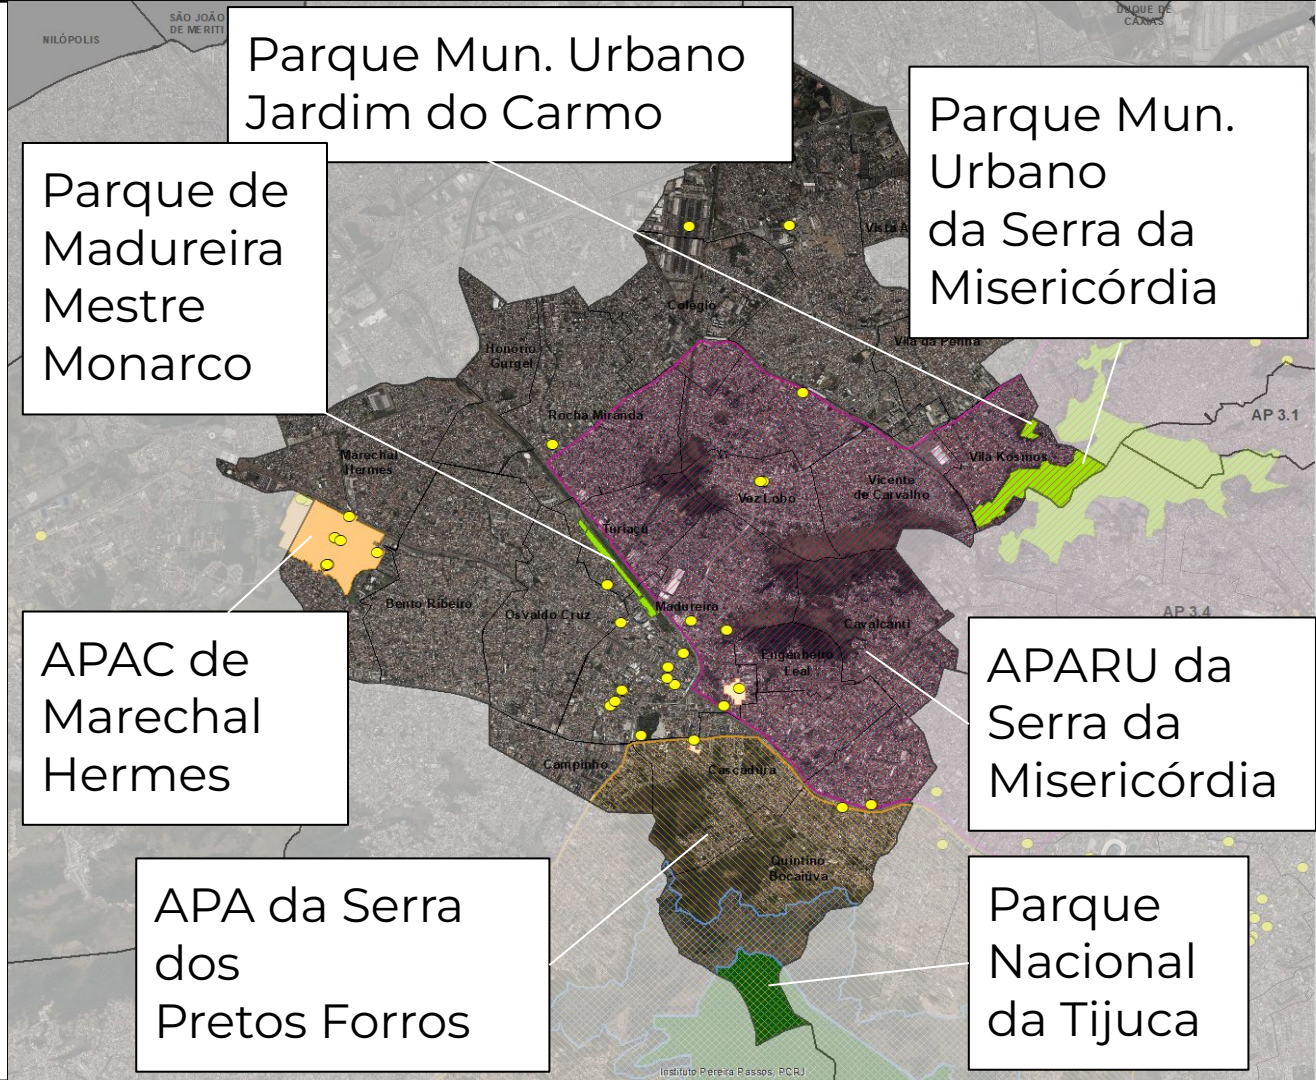 NILÓPOLIS
SÃO JOÃO
DE MERITI
DUQUE DE
CAXIAS
Parque Mun. Urbano
Jardim do Carmo
Parque Mun.
Urbano
da Serra da
Misericórdia
Parque de
Madureira
Mestre
Monarco
Vista A
Colégio
Vila da Penha
Honório
Gurgel
Rocha Miranda
AP 3.1
Marechal
Hermes
Vila Kosmos
Vaz Lobo
Vicente
de Carvalho
Turiaçú
Bento Ribeiro
Osvaldo Cruz
Madureira
Cavalcanti
AP 3.4
Engenheiro
Leal
APAC de
Marechal
Hermes
APARU da
Serra da
Misericórdia
Campinho
Cascadura
Quintino
Bocaiúva
APA da Serra
dos
Pretos Forros
Parque
Nacional
da Tijuca
Instituto Pereira Passos, PCRJ